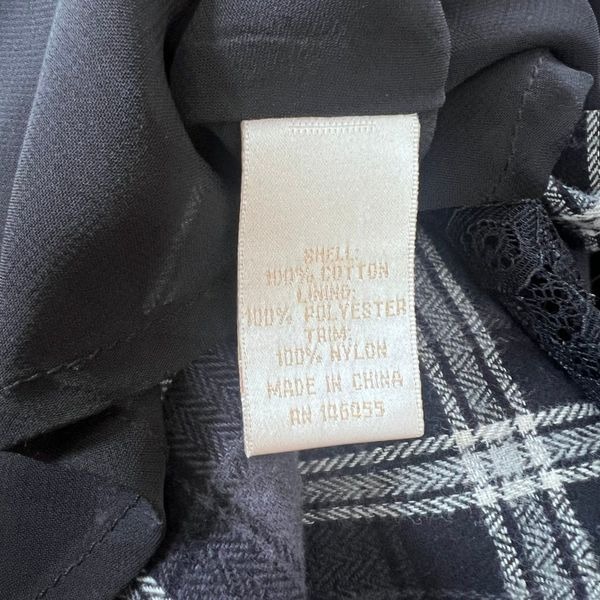 SHELL:
100% COTTON
LINING:
100% POLYESTER
TRIM:
100% NYLON
MADE IN CHINA
RN 106055